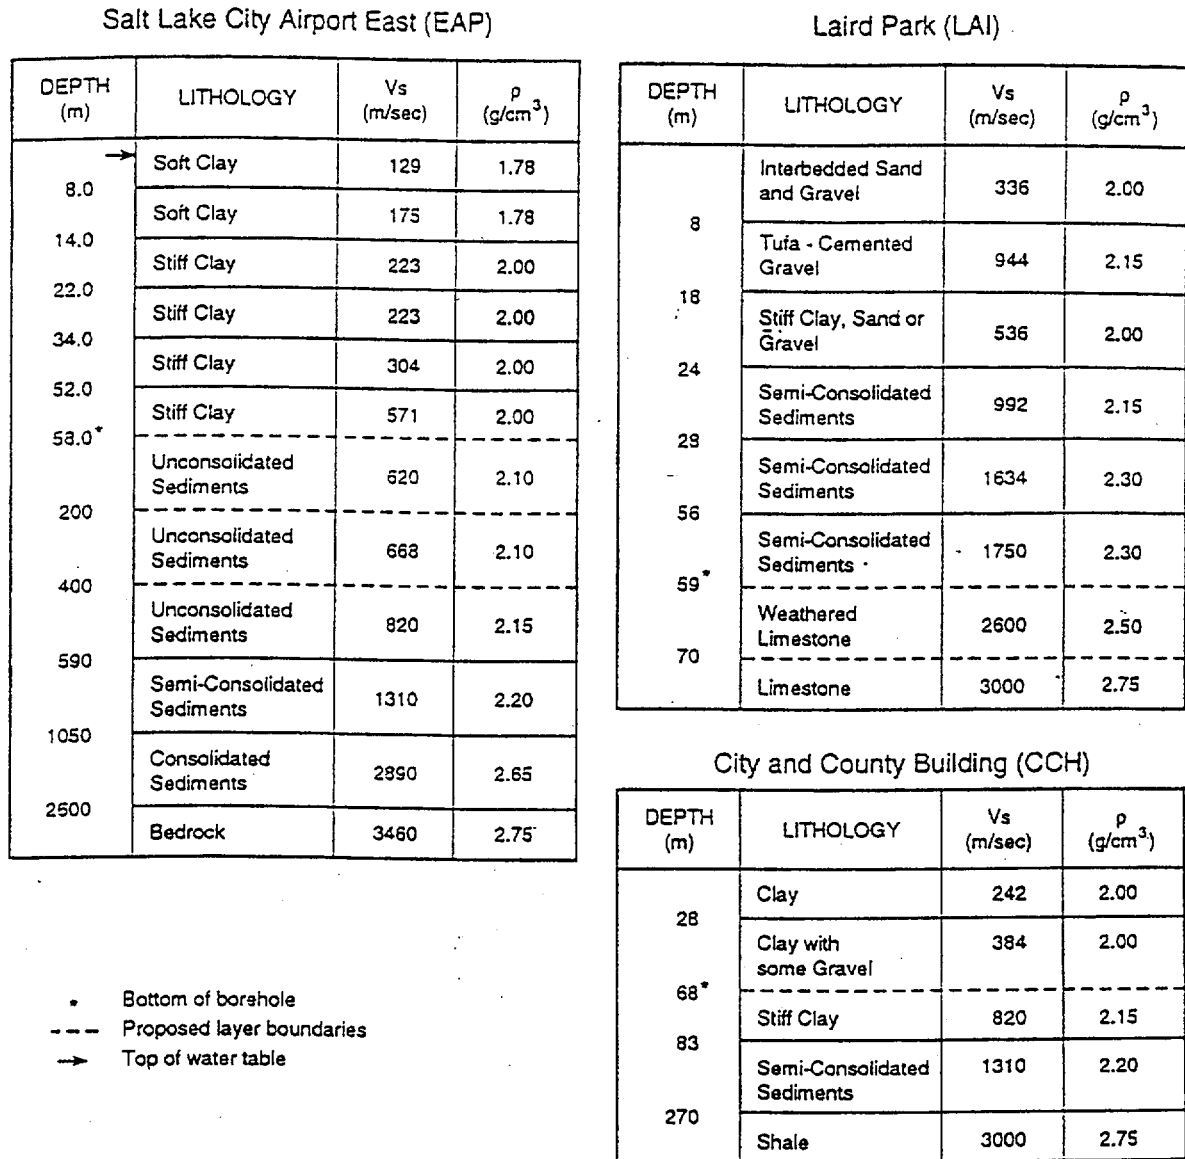 Salt Lake City Airport East (EAP)
DEPTH (m) LITHOLOGY Vs (m/sec) ρ (g/cm³)
→ Soft Clay 129 1.78
8.0
Soft Clay 175 1.78
14.0
Stiff Clay 223 2.00
22.0
Stiff Clay 223 2.00
34.0
Stiff Clay 304 2.00
52.0
Stiff Clay 571 2.00
58.0*
Unconsolidated
Sediments 620 2.10
200
Unconsolidated
Sediments 668 2.10
400
Unconsolidated
Sediments 820 2.15
590
Semi-Consolidated
Sediments 1310 2.20
1050
Consolidated
Sediments 2890 2.65
2500
Bedrock 3460 2.75
* Bottom of borehole
---- Proposed layer boundaries
→ Top of water table
Laird Park (LAI)
DEPTH (m) LITHOLOGY Vs (m/sec) ρ (g/cm³)
Interbedded Sand
and Gravel 336 2.00
8
Tufa - Cemented
Gravel 944 2.15
18
Stiff Clay, Sand or
Gravel 536 2.00
24
Semi-Consolidated
Sediments 992 2.15
29
Semi-Consolidated
Sediments 1634 2.30
56
Semi-Consolidated
Sediments 1750 2.30
59*
Weathered
Limestone 2600 2.50
70
Limestone 3000 2.75
City and County Building (CCH)
DEPTH (m) LITHOLOGY Vs (m/sec) ρ (g/cm³)
Clay 242 2.00
28
Clay with
some Gravel 384 2.00
68*
Stiff Clay 820 2.15
83
Semi-Consolidated
Sediments 1310 2.20
270
Shale 3000 2.75